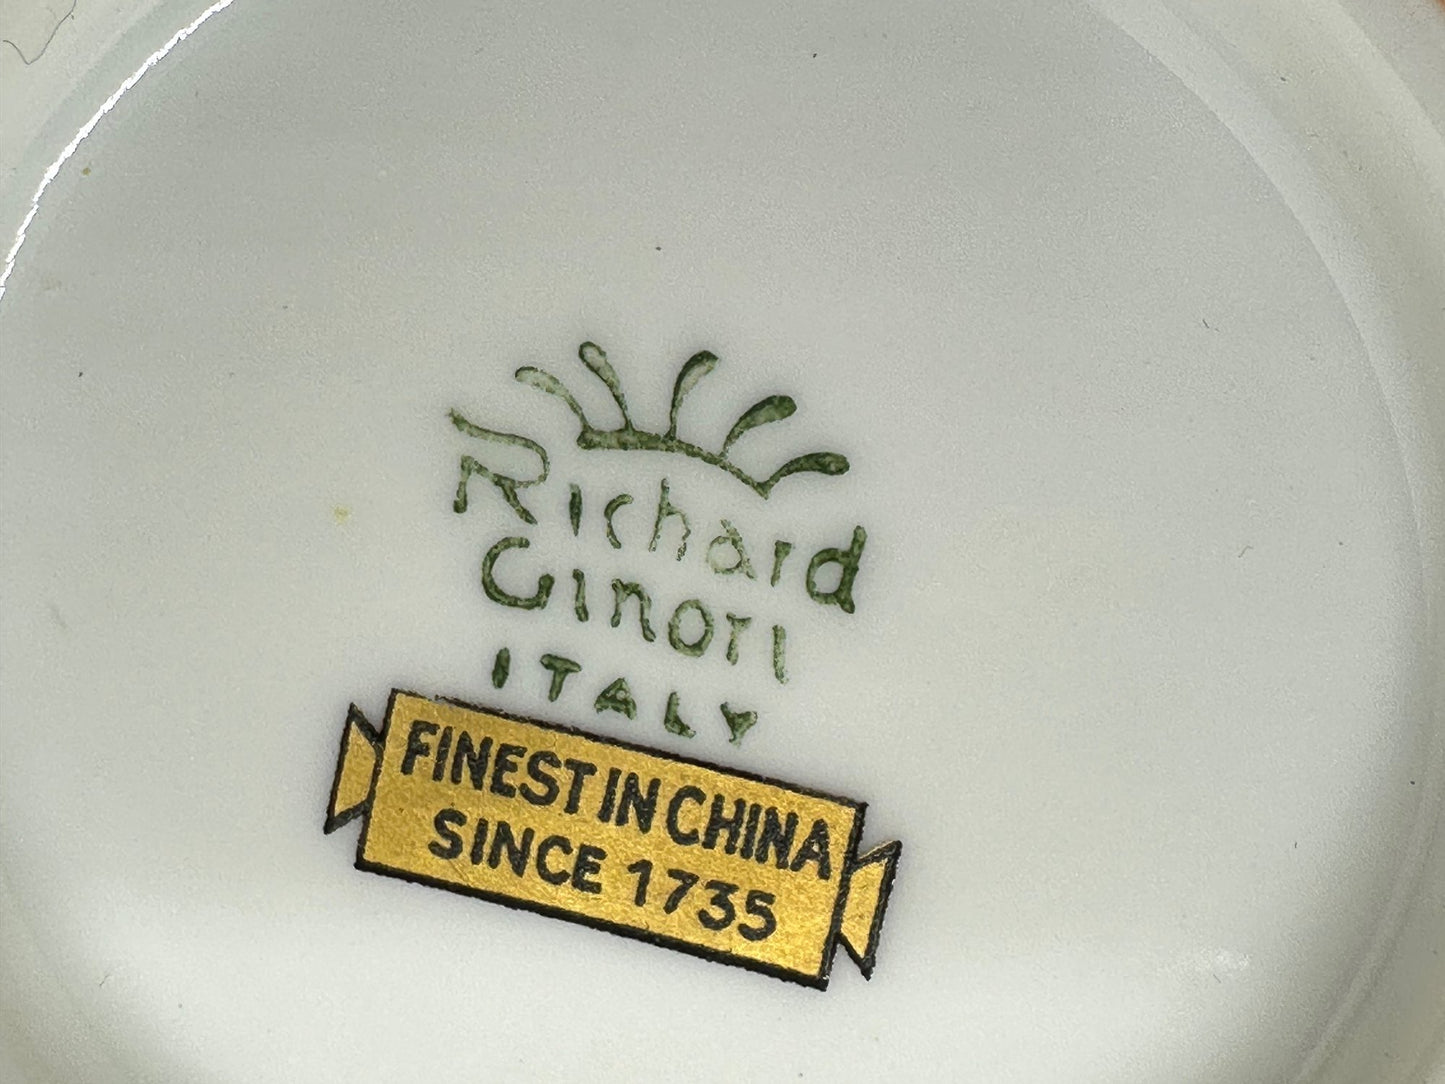 Richard
Ginori
ITALY
FINEST IN CHINA
SINCE 1735